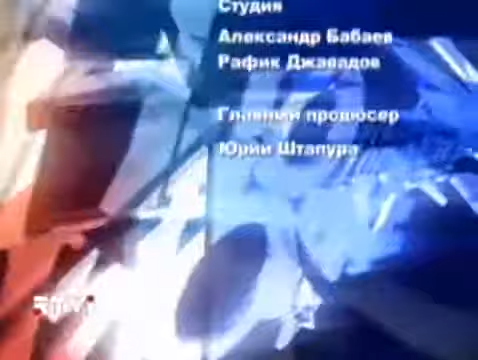 Студия
Александр Бабаев
Рафик Джавадов
Главный продюсер
Юрий Штапура